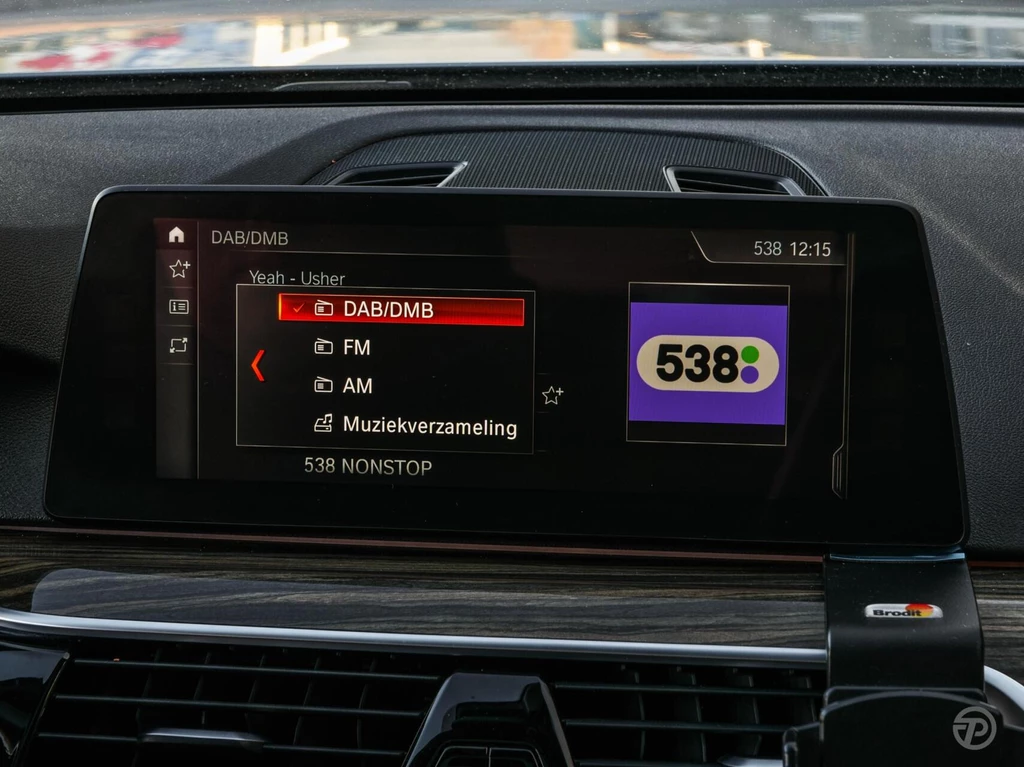 DAB/DMB
538 12:15
Yeah - Usher
DAB/DMB
FM
AM
Muziekverzameling
538 NONSTOP
538
Brodit